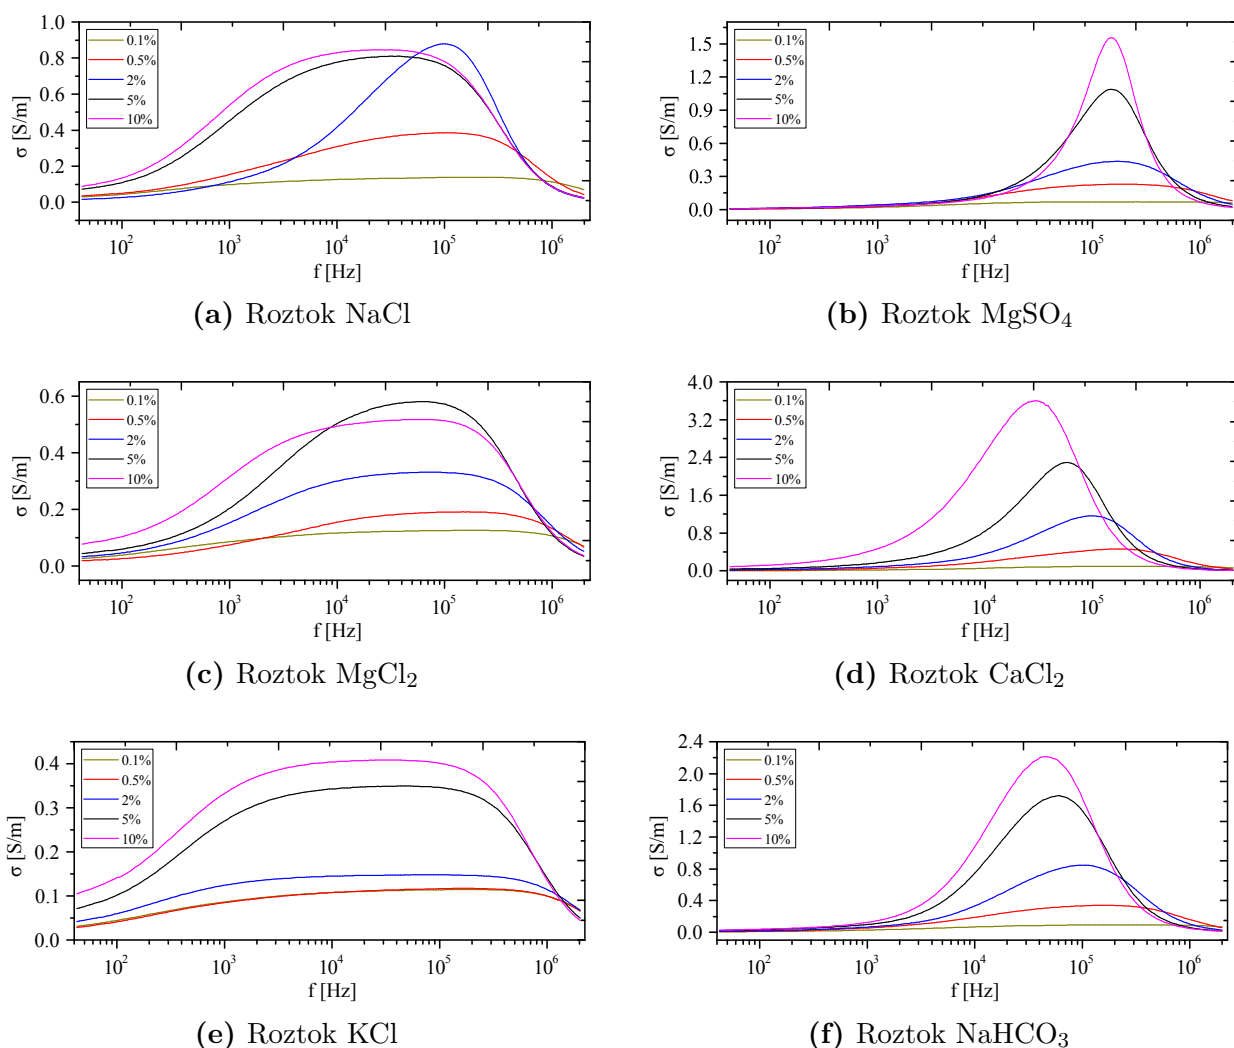 1.0
0.8
0.6
0.4
0.2
0.0
σ [S/m]
0.1%
0.5%
2%
5%
10%
10² 10³ 10⁴ 10⁵ 10⁶
f [Hz]
(a) Roztok NaCl
1.5
1.2
0.9
0.6
0.3
0.0
σ [S/m]
0.1%
0.5%
2%
5%
10%
10² 10³ 10⁴ 10⁵ 10⁶
f [Hz]
(b) Roztok MgSO₄
0.6
0.4
0.2
0.0
σ [S/m]
0.1%
0.5%
2%
5%
10%
10² 10³ 10⁴ 10⁵ 10⁶
f [Hz]
(c) Roztok MgCl₂
4.0
3.2
2.4
1.6
0.8
0.0
σ [S/m]
0.1%
0.5%
2%
5%
10%
10² 10³ 10⁴ 10⁵ 10⁶
f [Hz]
(d) Roztok CaCl₂
0.4
0.3
0.2
0.1
0.0
σ [S/m]
0.1%
0.5%
2%
5%
10%
10² 10³ 10⁴ 10⁵ 10⁶
f [Hz]
(e) Roztok KCl
2.4
2.0
1.6
1.2
0.8
0.4
0.0
σ [S/m]
0.1%
0.5%
2%
5%
10%
10² 10³ 10⁴ 10⁵ 10⁶
f [Hz]
(f) Roztok NaHCO₃